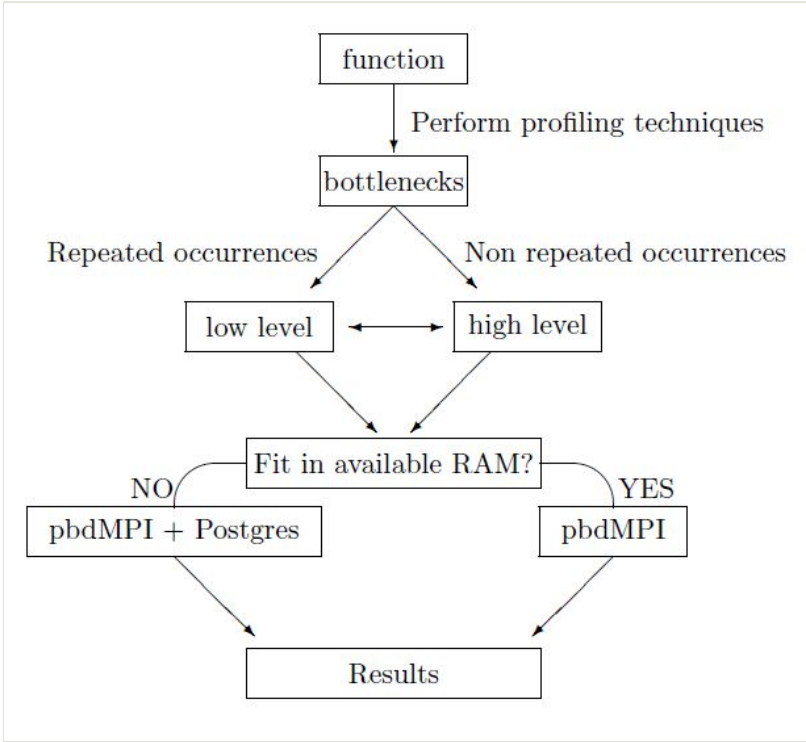 function
Perform profiling techniques
bottlenecks
Repeated occurrences
Non repeated occurrences
low level
high level
Fit in available RAM?
NO
YES
pbdMPI + Postgres
pbdMPI
Results